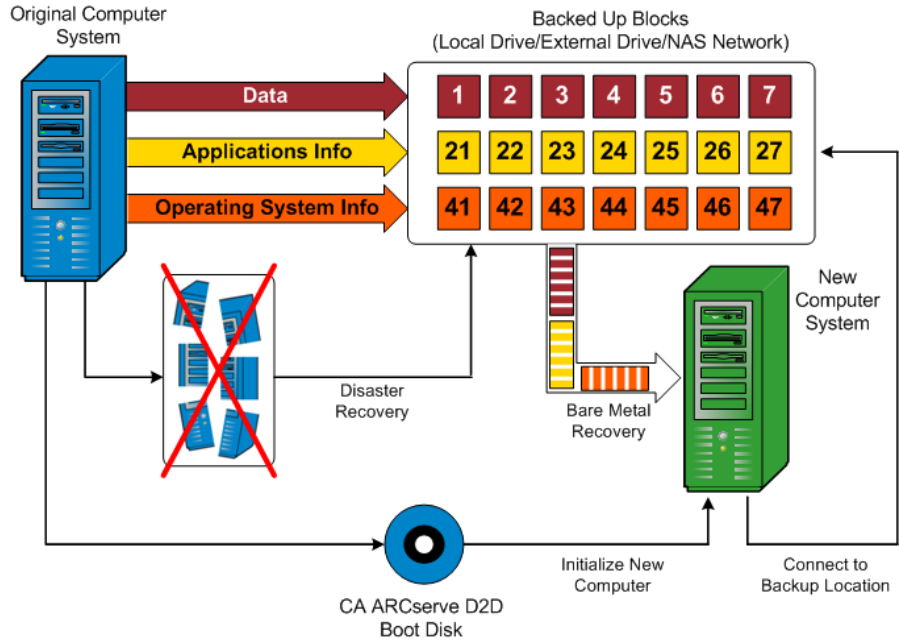 Original Computer
System
Backed Up Blocks
(Local Drive/External Drive/NAS Network)
Data
1 2 3 4 5 6 7
Applications Info
21 22 23 24 25 26 27
Operating System Info
41 42 43 44 45 46 47
New
Computer
System
Disaster
Recovery
Bare Metal
Recovery
Initialize New
Computer
Connect to
Backup Location
CA ARCserve D2D
Boot Disk